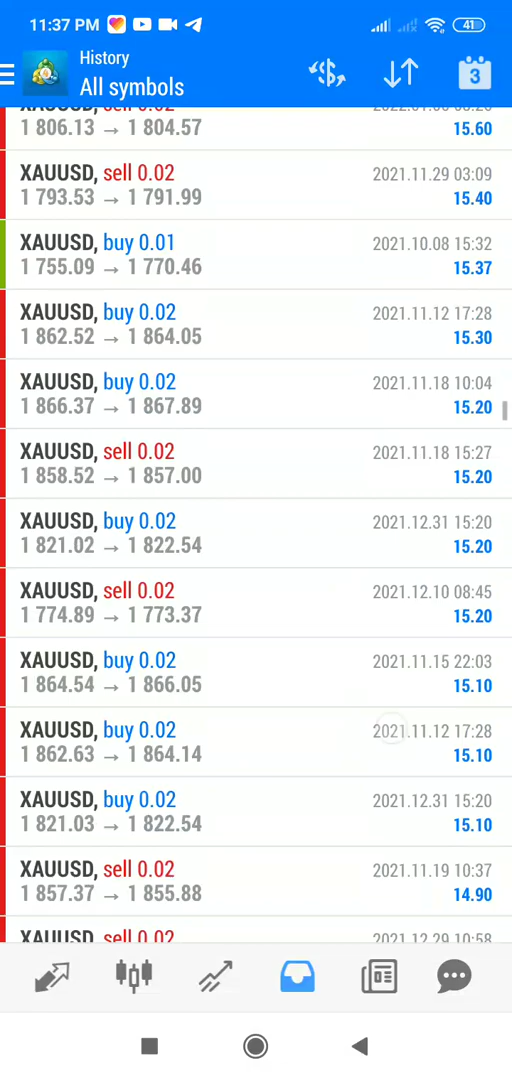 11:37 PM
41
History
All symbols
3
1 806.13 → 1 804.57
15.60
XAUUSD, sell 0.02
2021.11.29 03:09
1 793.53 → 1 791.99
15.40
XAUUSD, buy 0.01
2021.10.08 15:32
1 755.09 → 1 770.46
15.37
XAUUSD, buy 0.02
2021.11.12 17:28
1 862.52 → 1 864.05
15.30
XAUUSD, buy 0.02
2021.11.18 10:04
1 866.37 → 1 867.89
15.20
XAUUSD, sell 0.02
2021.11.18 15:27
1 858.52 → 1 857.00
15.20
XAUUSD, buy 0.02
2021.12.31 15:20
1 821.02 → 1 822.54
15.20
XAUUSD, sell 0.02
2021.12.10 08:45
1 774.89 → 1 773.37
15.20
XAUUSD, buy 0.02
2021.11.15 22:03
1 864.54 → 1 866.05
15.10
XAUUSD, buy 0.02
2021.11.12 17:28
1 862.63 → 1 864.14
15.10
XAUUSD, buy 0.02
2021.12.31 15:20
1 821.03 → 1 822.54
15.10
XAUUSD, sell 0.02
2021.11.19 10:37
1 857.37 → 1 855.88
14.90
XAUUSD, sell 0.02
2021.12.29 10:58